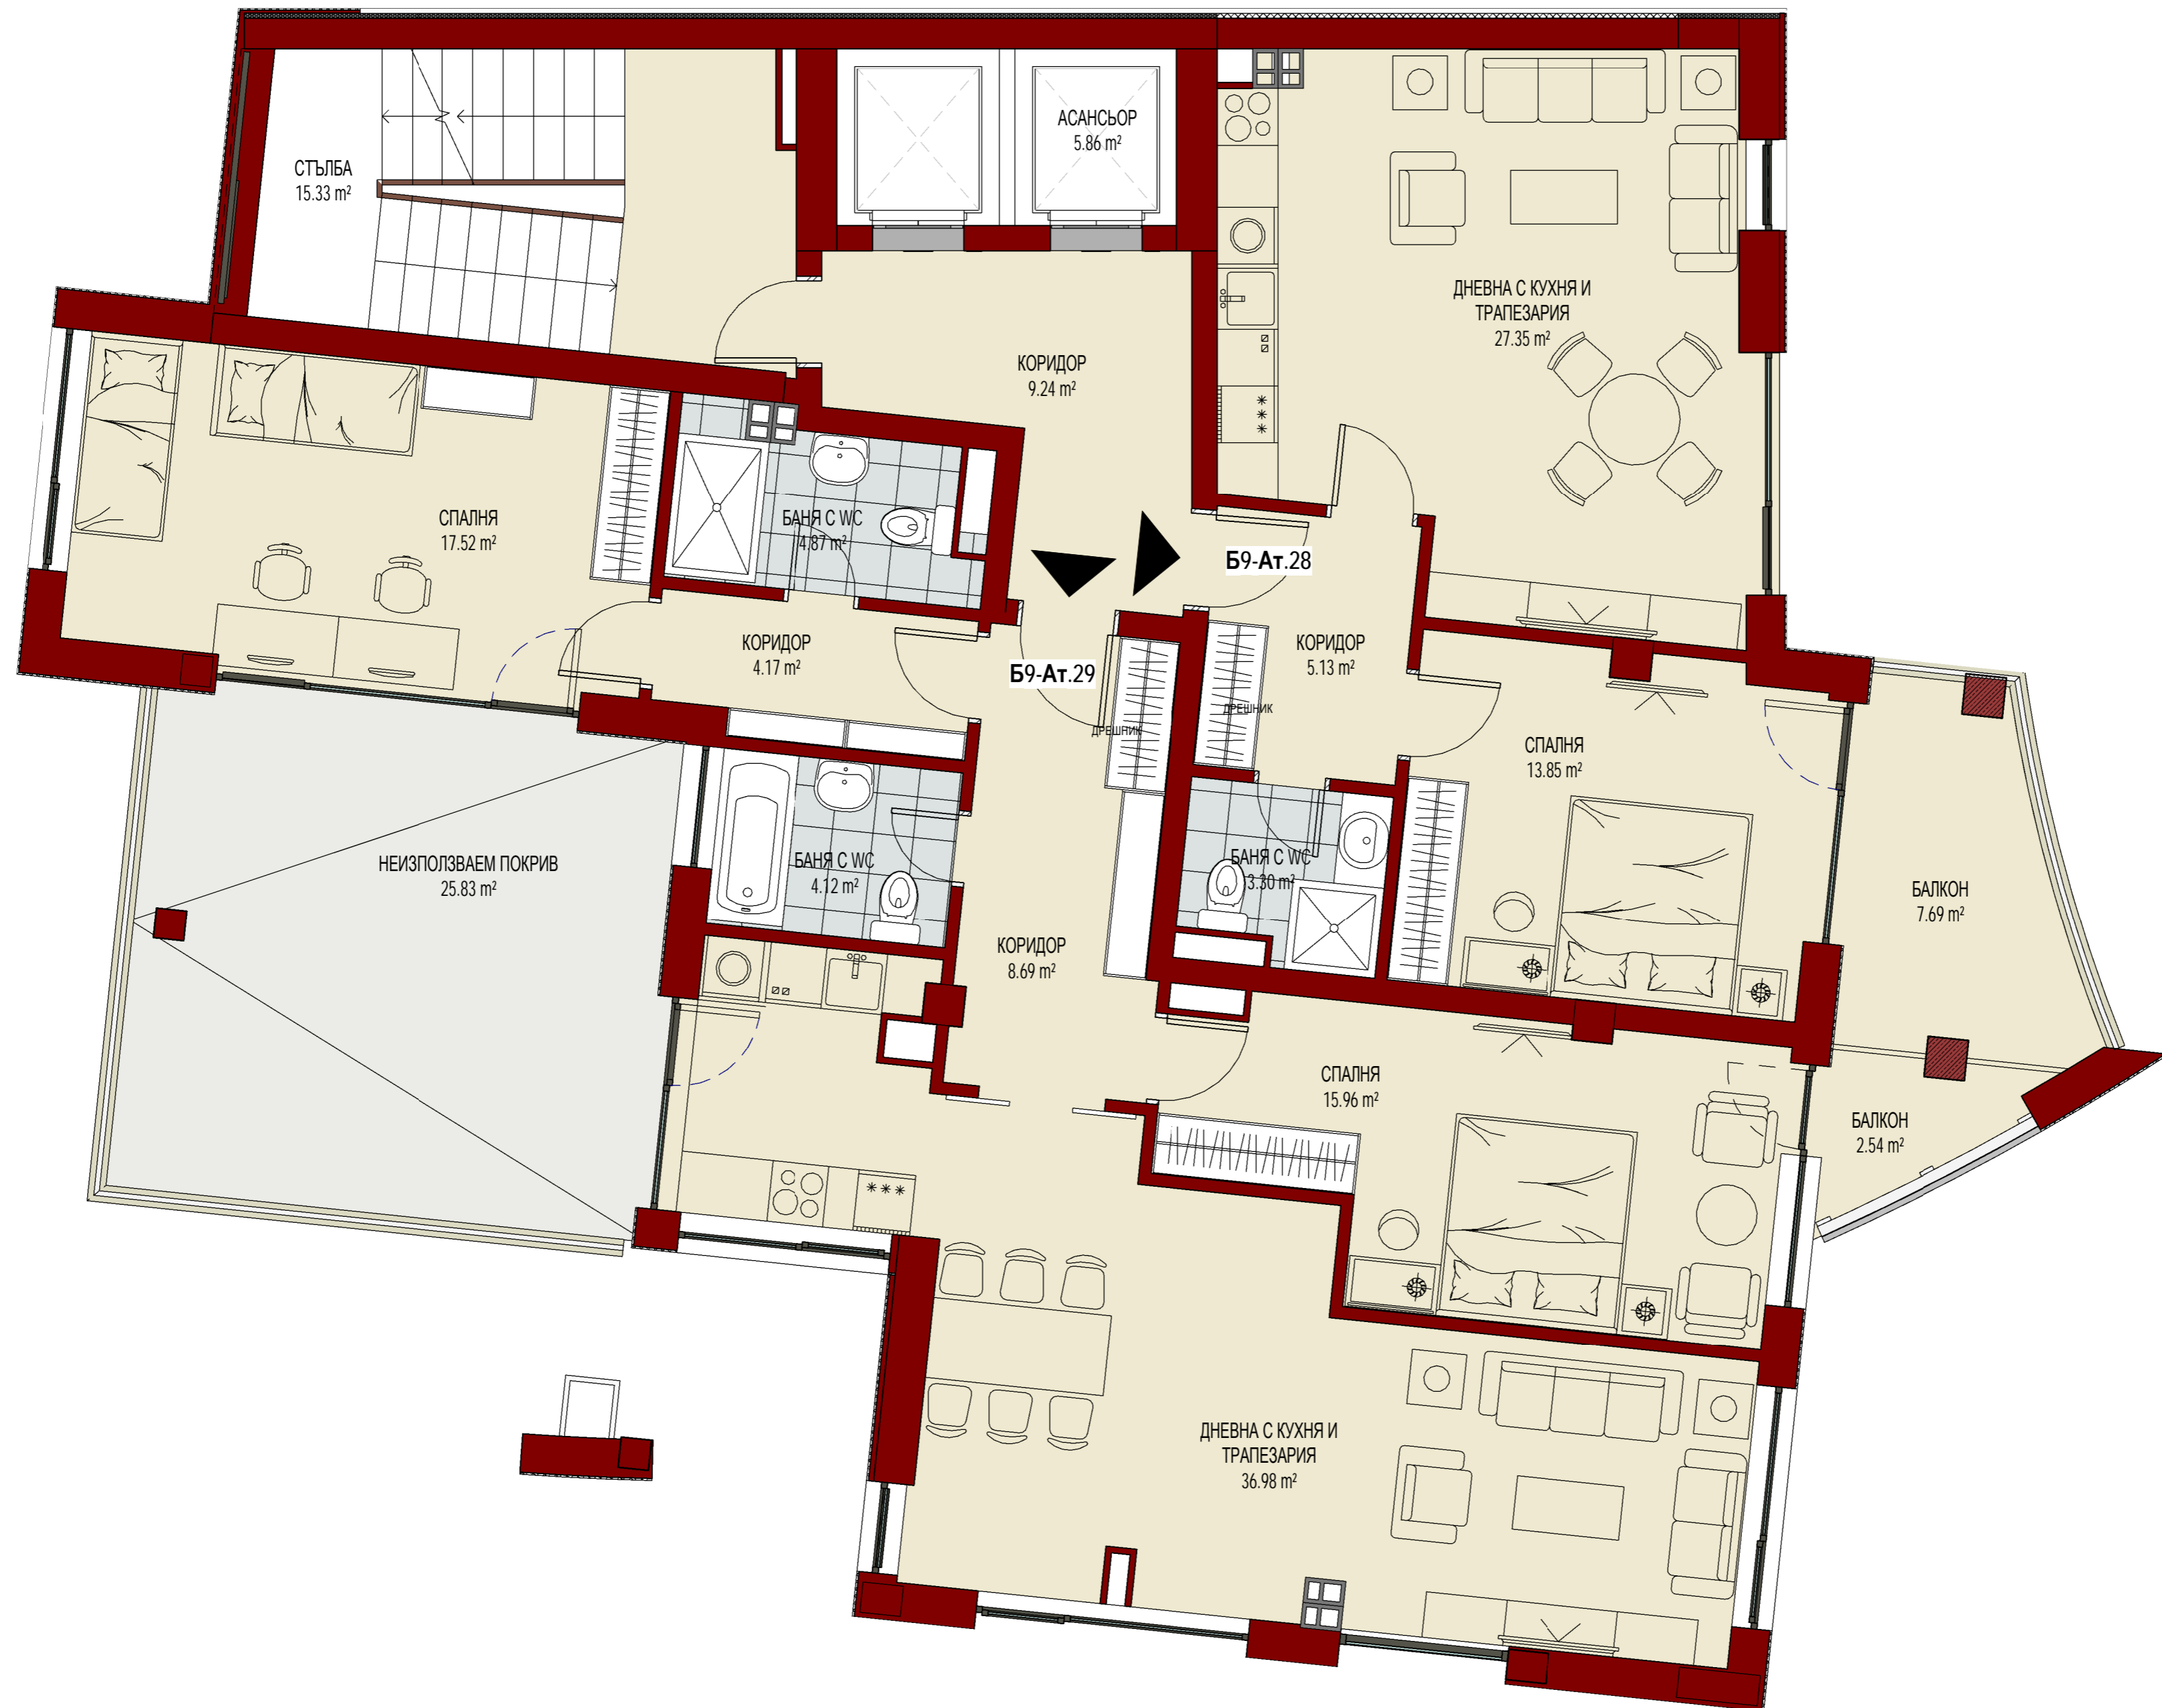 АСАНСЬОР
5.86 m²
СТЪЛБА
15.33 m²
ДНЕВНА С КУХНЯ И
ТРАПЕЗАРИЯ
27.35 m²
КОРИДОР
9.24 m²
СПАЛНЯ
17.52 m²
БАНЯ С WC
4.87 m²
Б9-Ат.28
КОРИДОР
4.17 m²
КОРИДОР
5.13 m²
Б9-Ат.29
ДРЕШНИК
ДРЕШНИК
СПАЛНЯ
13.85 m²
НЕИЗПОЛЗВАЕМ ПОКРИВ
25.83 m²
БАНЯ С WC
4.12 m²
БАНЯ С WC
3.30 m²
БАЛКОН
7.69 m²
КОРИДОР
8.69 m²
СПАЛНЯ
15.96 m²
БАЛКОН
2.54 m²
ДНЕВНА С КУХНЯ И
ТРАПЕЗАРИЯ
36.98 m²